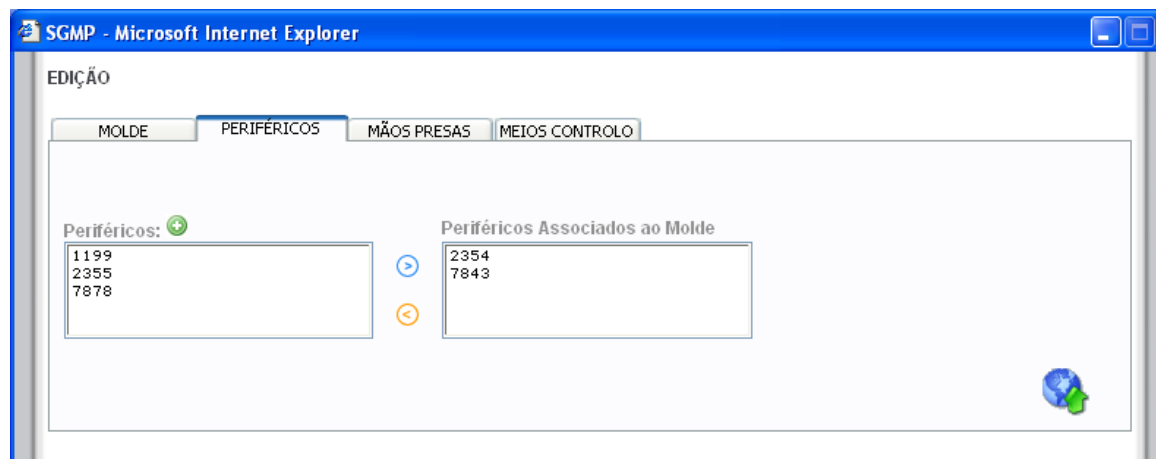 SGMP - Microsoft Internet Explorer
EDIÇÃO
MOLDE PERIFÉRICOS MÃOS PRESAS MEIOS CONTROLO
Periféricos: Periféricos Associados ao Molde
1199 2354
2355 7843
7878